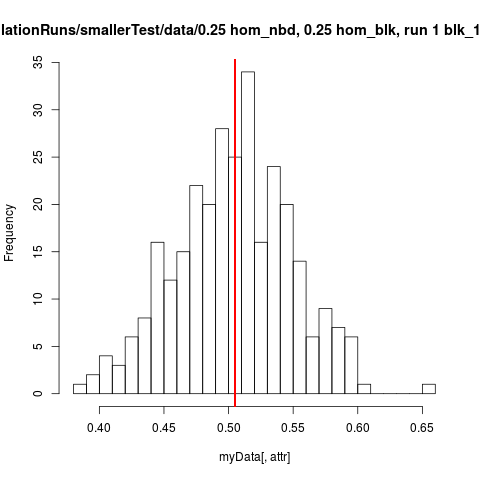 lationRuns/smallerTest/data/0.25 hom_nbd, 0.25 hom_blk, run 1 blk_1
Frequency
35
30
25
20
15
10
5
0
0.40 0.45 0.50 0.55 0.60 0.65
myData[, attr]